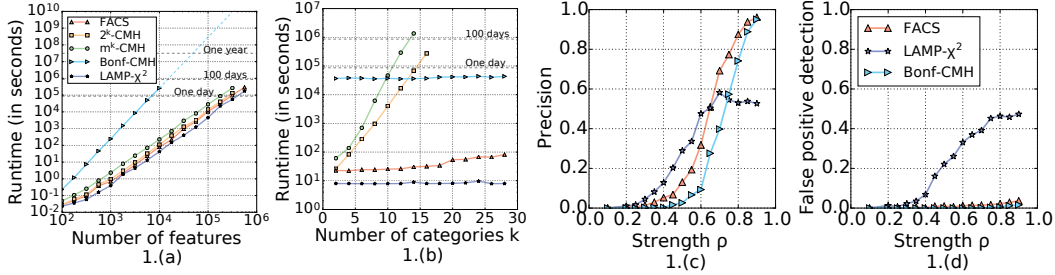 Runtime (in seconds)
10^10
10^9
10^8
10^7
10^6
10^5
10^4
10^3
10^2
10^1
10^0
10^-1
10^-2
FACS
2^k-CMH
m^k-CMH
Bonf-CMH
LAMP-χ²
One year
100 days
One day
10^2 10^3 10^4 10^5 10^6
Number of features
1.(a)
Runtime (in seconds)
10^7
10^6
10^5
10^4
10^3
10^2
10^1
10^0
100 days
One day
0 5 10 15 20 25 30
Number of categories k
1.(b)
Precision
1.0
0.8
0.6
0.4
0.2
0.0
0.0 0.2 0.4 0.6 0.8 1.0
Strength ρ
1.(c)
False positive detection
1.0
0.8
0.6
0.4
0.2
0.0
FACS
LAMP-χ²
Bonf-CMH
0.0 0.2 0.4 0.6 0.8 1.0
Strength ρ
1.(d)